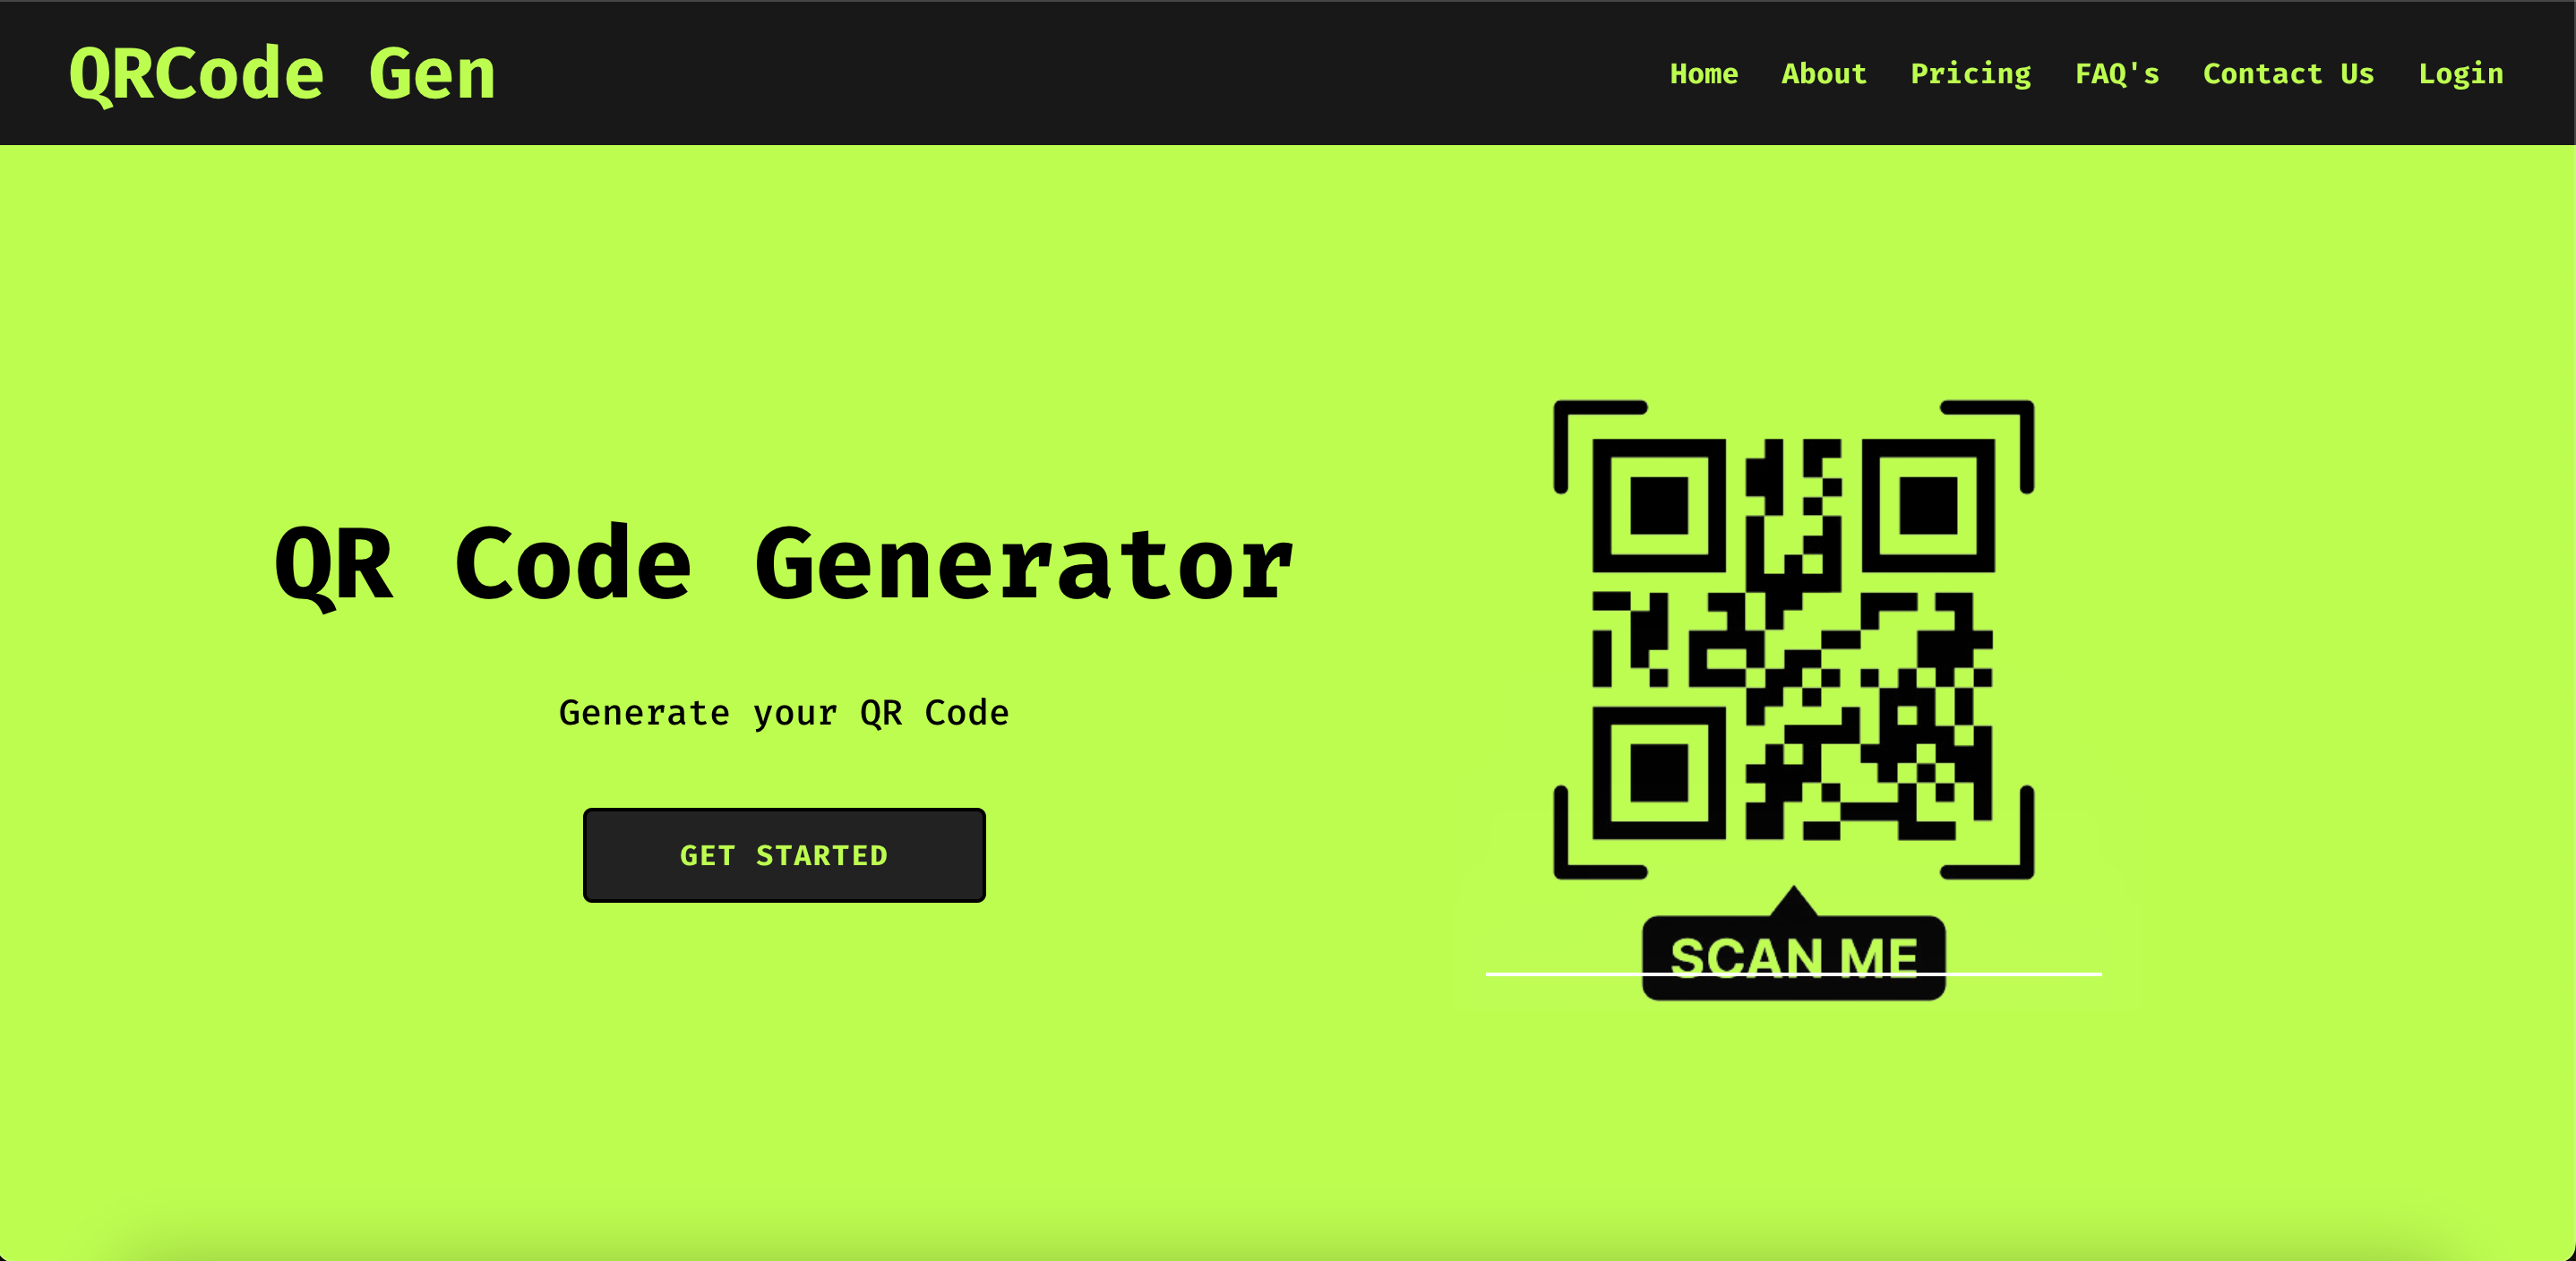 QRCode Gen
Home About Pricing FAQ's Contact Us Login
QR Code Generator
Generate your QR Code
GET STARTED
SCAN ME